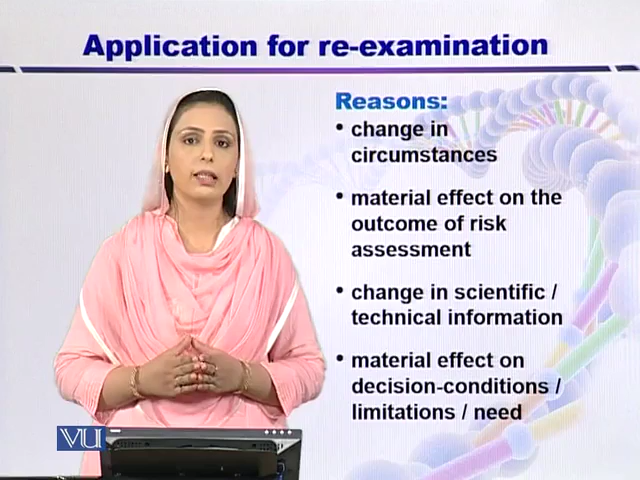 Application for re-examination
Reasons:
• change in
circumstances
• material effect on the
outcome of risk
assessment
• change in scientific /
technical information
• material effect on
decision-conditions /
limitations / need
VU